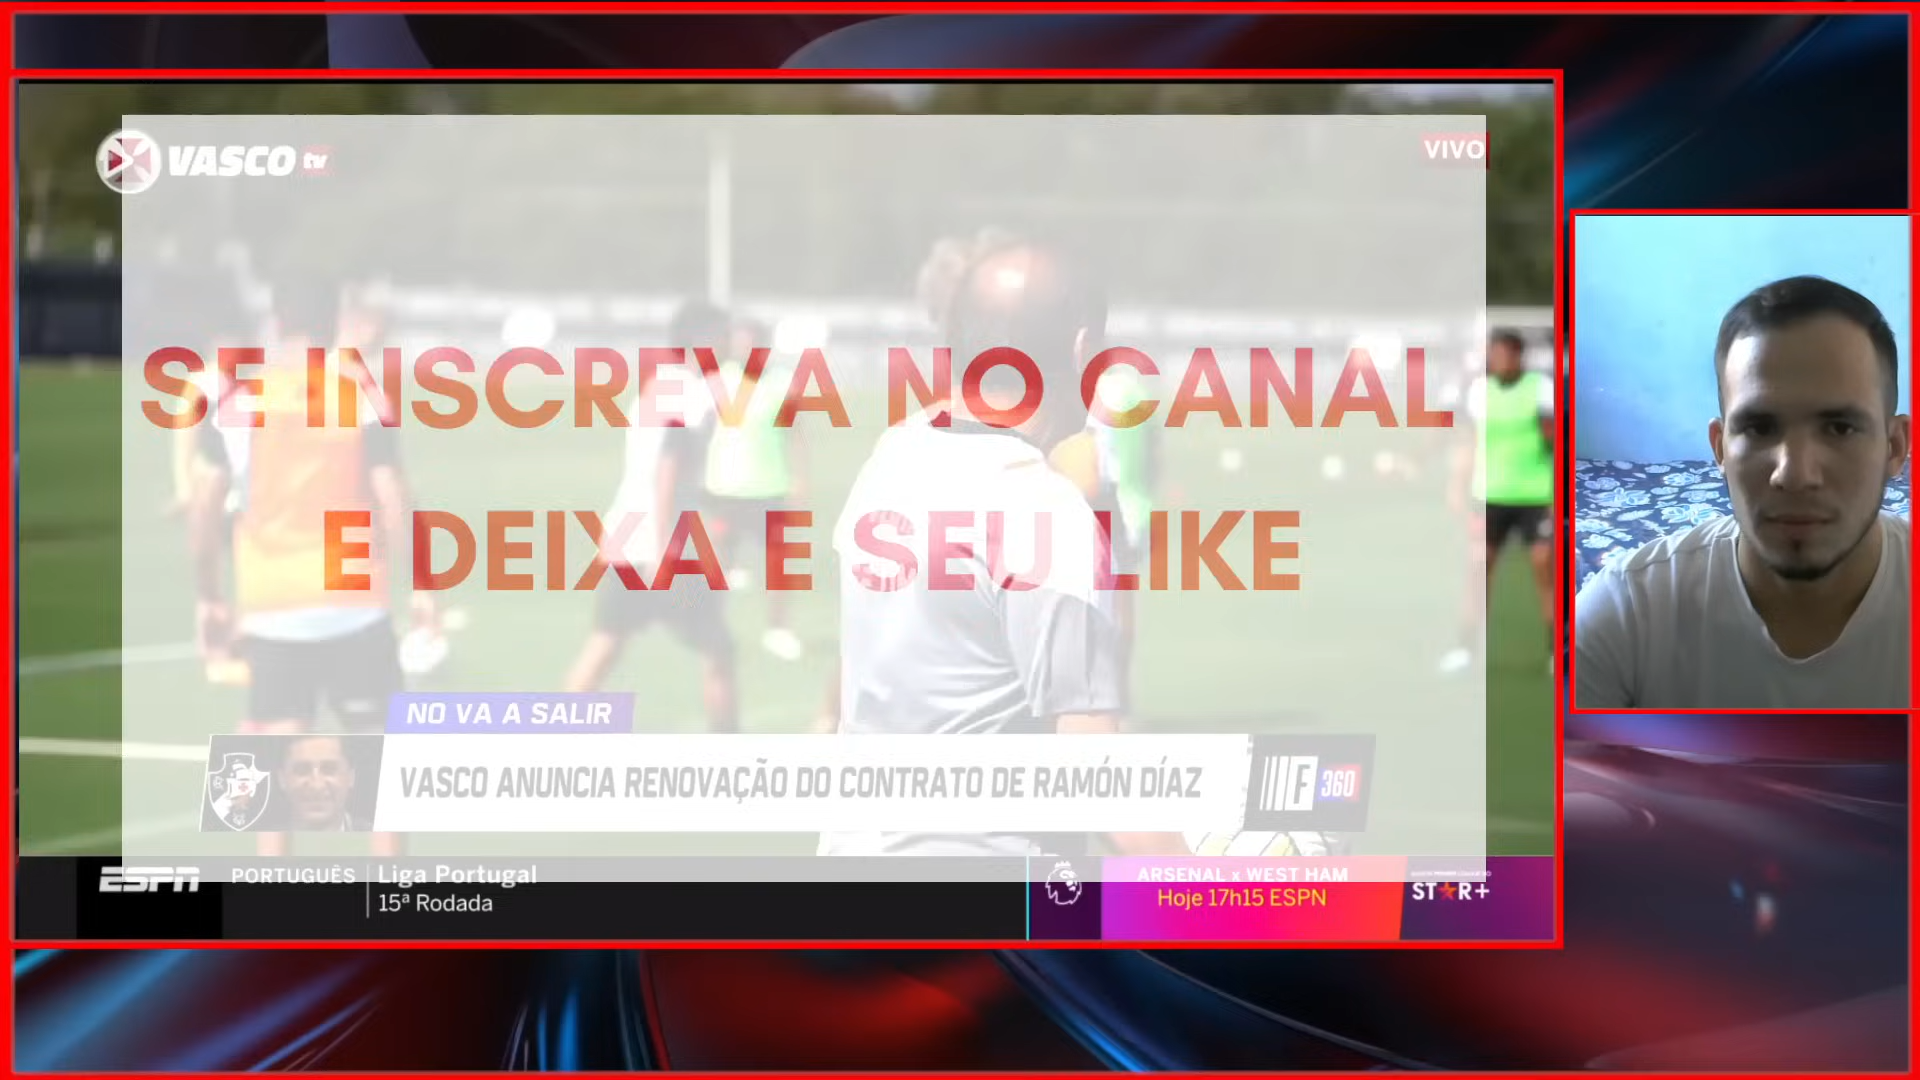 VASCO tv
VIVO
SE INSCREVA NO CANAL
E DEIXA E SEU LIKE
NO VA A SALIR
VASCO ANUNCIA RENOVAÇÃO DO CONTRATO DE RAMÓN DÍAZ
F 360
ESPN
PORTUGUÊS
Liga Portugal
15ª Rodada
ARSENAL x WEST HAM
Hoje 17h15 ESPN
STAR+